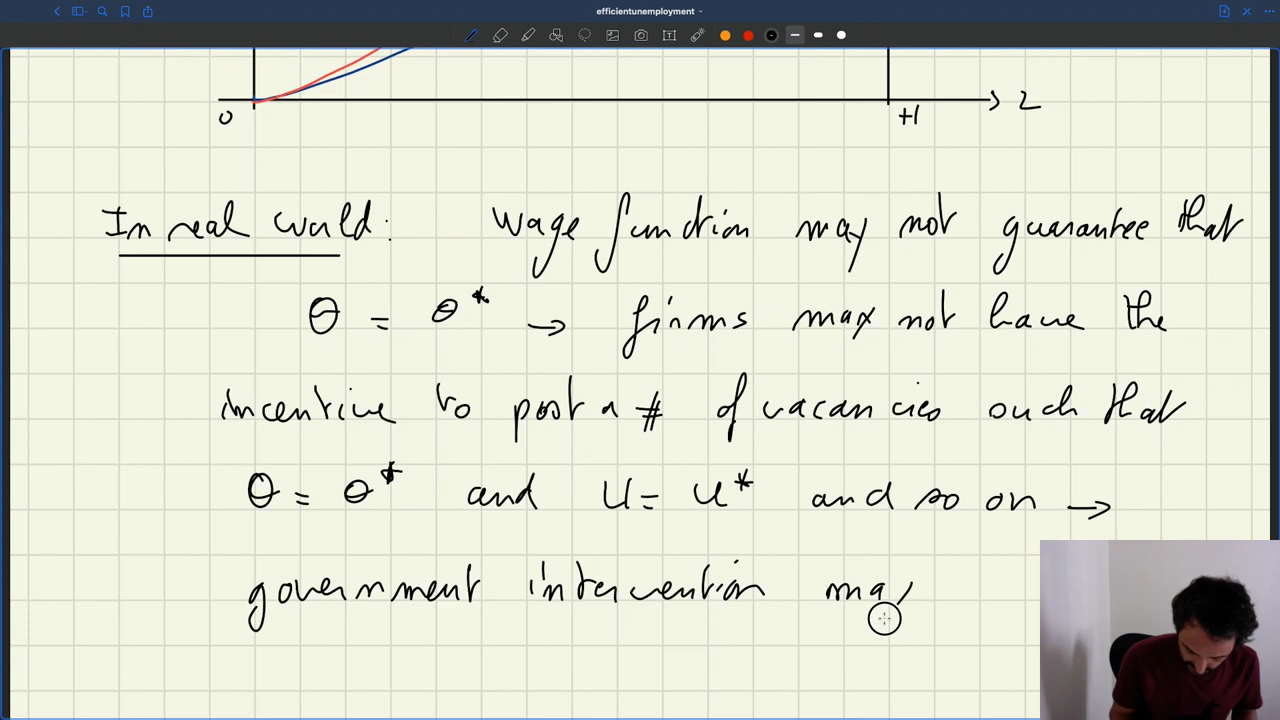 efficientunemployment
T
0
+1
L
In real world: wage function may not guarantee that
θ = θ* → firms may not have the
incentive to post a # of vacancies such that
θ = θ* and u = u* and so on →
government intervention may